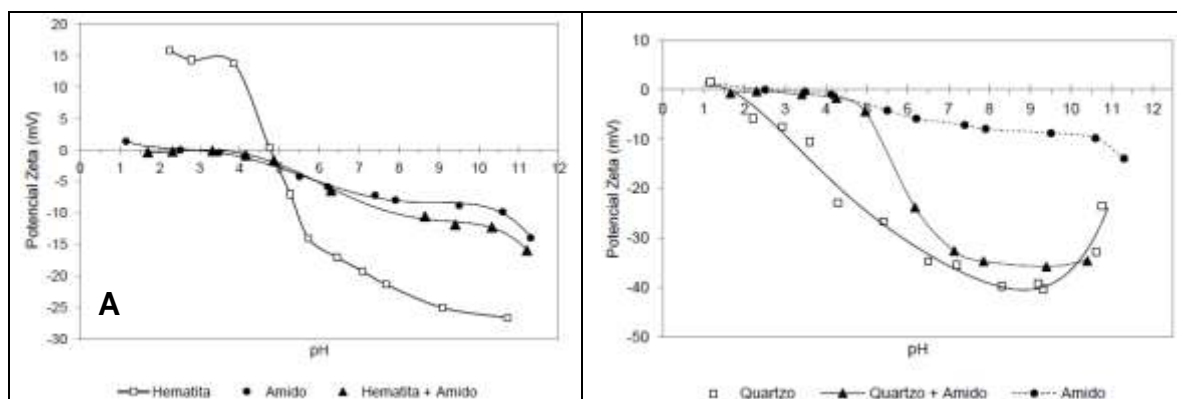 20
15
10
5
0
-5
-10
-15
-20
-25
-30
0 1 2 3 4 5 6 7 8 9 10 11 12
Potencial Zeta (mV)
pH
A
Hematita Amido Hematita + Amido
10
0
-10
-20
-30
-40
-50
0 1 2 3 4 5 6 7 8 9 10 11 12
Potencial Zeta (mV)
pH
Quartzo Quartzo + Amido Amido